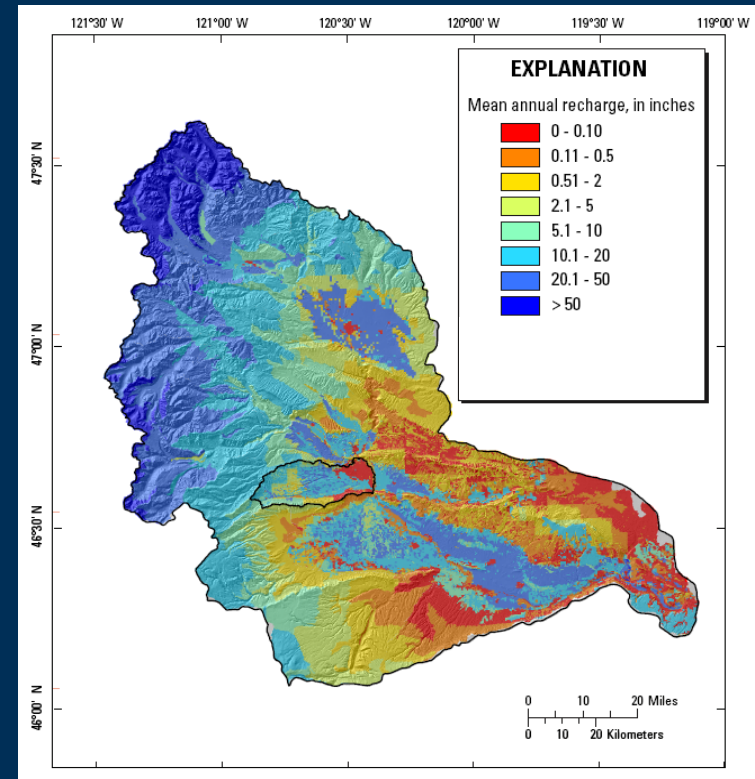 121°30' W 121°00' W 120°30' W 120°00' W 119°30' W 119°00' W
EXPLANATION
Mean annual recharge, in inches
0 - 0.10
0.11 - 0.5
0.51 - 2
2.1 - 5
5.1 - 10
10.1 - 20
20.1 - 50
> 50
47°30' N
47°00' N
46°30' N
46°00' N
0 10 20 Miles
0 10 20 Kilometers